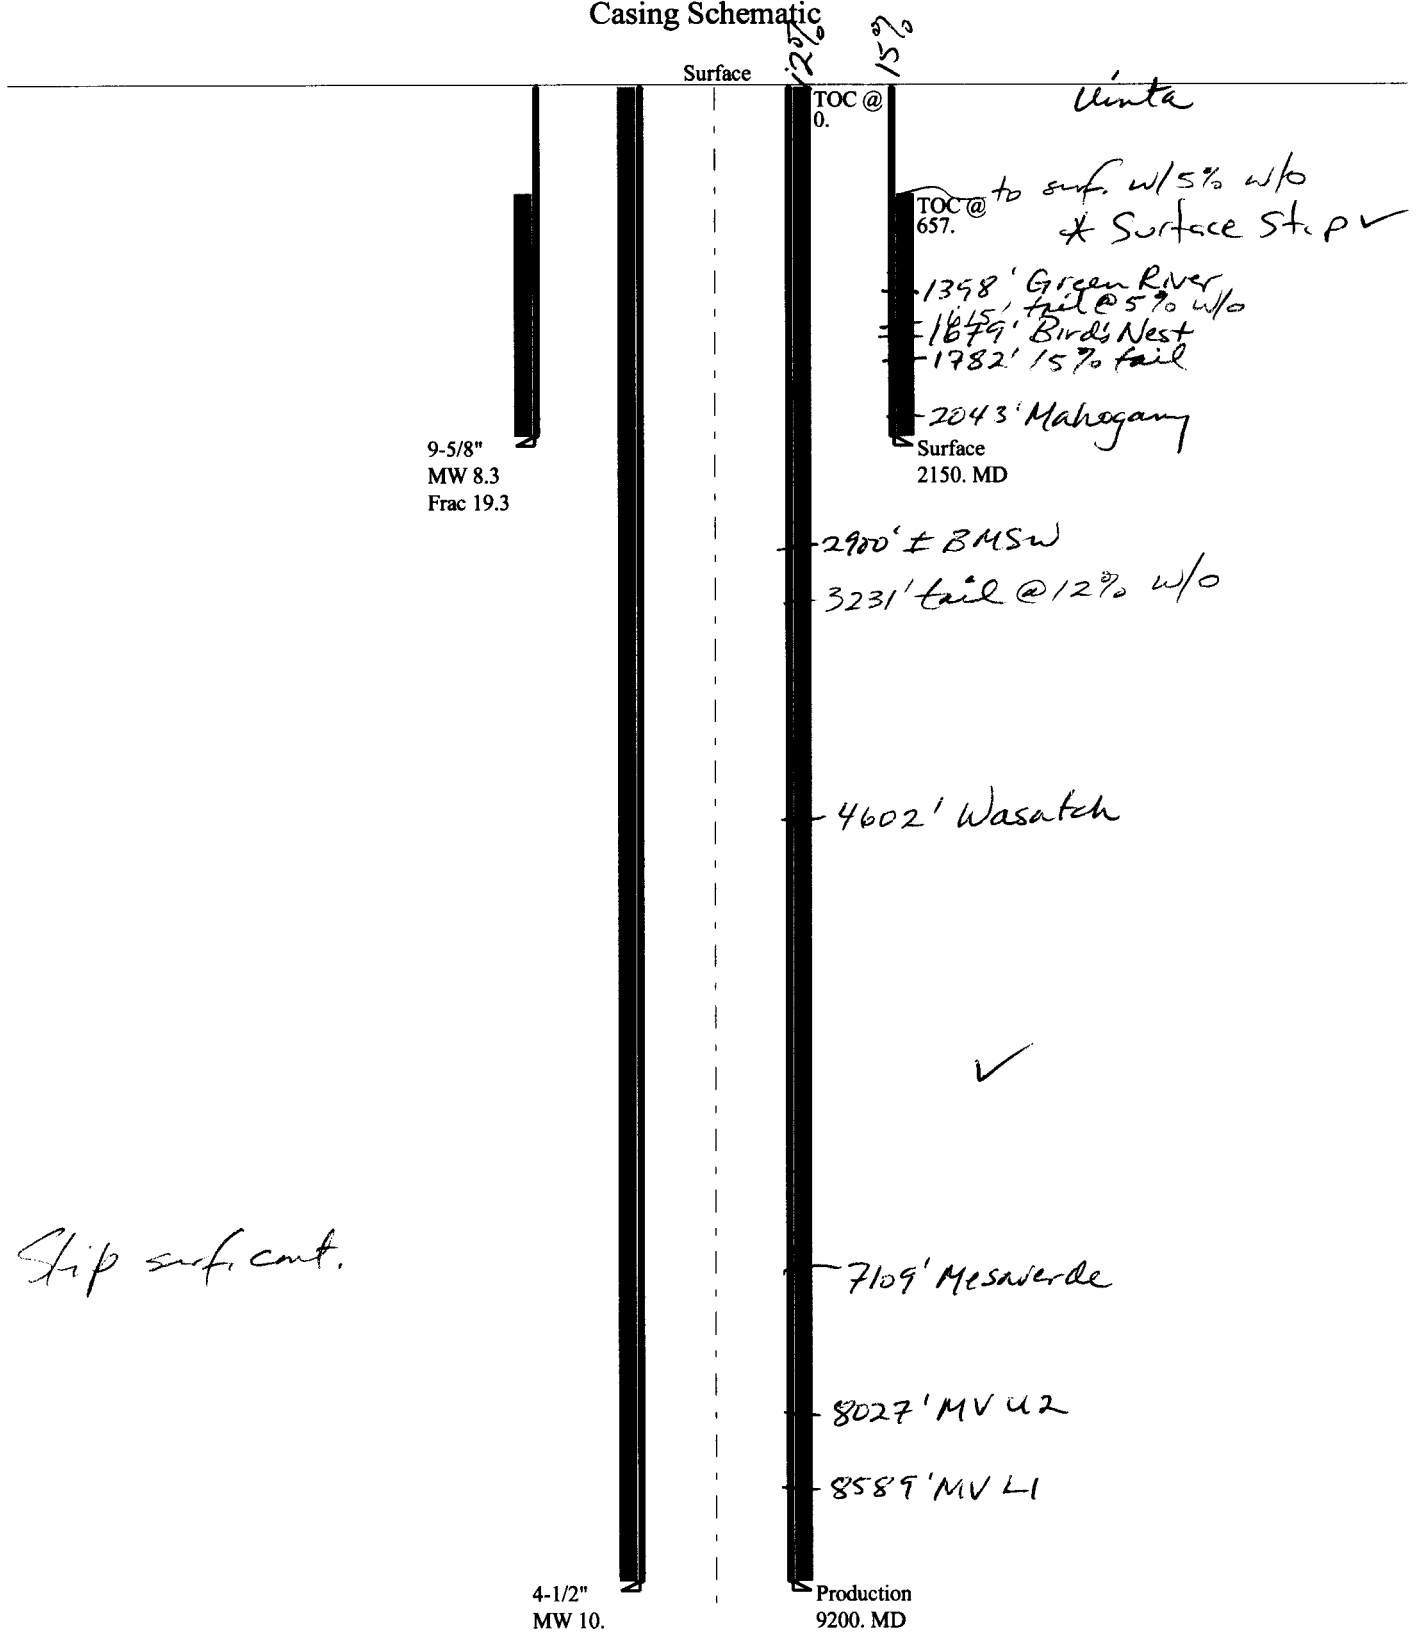 Casing Schematic
12%
15%
Surface
Uinta
TOC @
0.
to surf. w/5% w/o
TOC @
657.
* Surface Stip ✓
1398' Green River
1615' tail @ 5% w/o
1679' Bird's Nest
1782' 15% tail
2043' Mahogany
9-5/8"
MW 8.3
Frac 19.3
Surface
2150. MD
2900' ± BMSW
3231' tail @ 12% w/o
4602' Wasatch
✓
Stip surf. cmt.
7109' Mesaverde
8027' MV U2
8589' MV L1
4-1/2"
MW 10.
Production
9200. MD